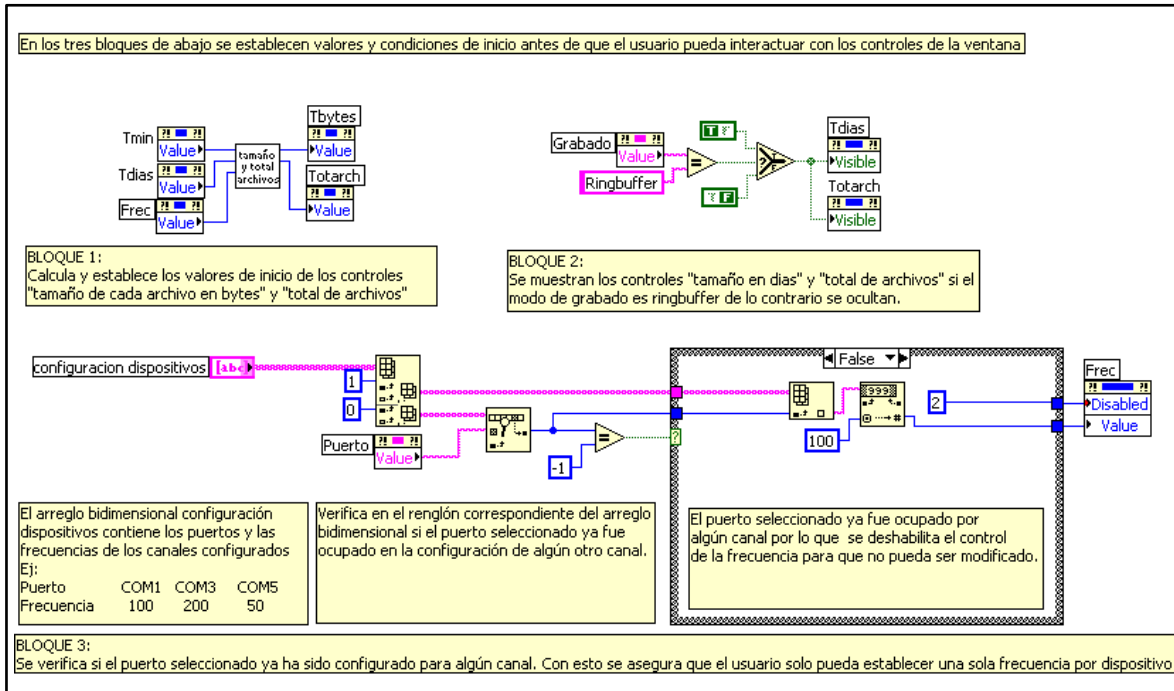 En los tres bloques de abajo se establecen valores y condiciones de inicio antes de que el usuario pueda interactuar con los controles de la ventana
Tmin
Value
Tdias
Value
Frec
Value
tamaño
y total
archivos
Tbytes
Value
Totarch
Value
Grabado
Value
Ringbuffer
=
T F
T F
?
Tdias
Visible
Totarch
Visible
BLOQUE 1:
Calcula y establece los valores de inicio de los controles
"tamaño de cada archivo en bytes" y "total de archivos"
BLOQUE 2:
Se muestran los controles "tamaño en dias" y "total de archivos" si el
modo de grabado es ringbuffer de lo contrario se ocultan.
configuracion dispositivos
[abc]
1
0
Puerto
Value
=
-1
False
?
999
100
2
Frec
Disabled
Value
El arreglo bidimensional configuración
dispositivos contiene los puertos y las
frecuencias de los canales configurados
Ej:
Puerto COM1 COM3 COM5
Frecuencia 100 200 50
Verifica en el renglón correspondiente del arreglo
bidimensional si el puerto seleccionado ya fue
ocupado en la configuración de algún otro canal.
El puerto seleccionado ya fue ocupado por
algún canal por lo que se deshabilita el control
de la frecuencia para que no pueda ser modificado.
BLOQUE 3:
Se verifica si el puerto seleccionado ya ha sido configurado para algún canal. Con esto se asegura que el usuario solo pueda establecer una sola frecuencia por dispositivo